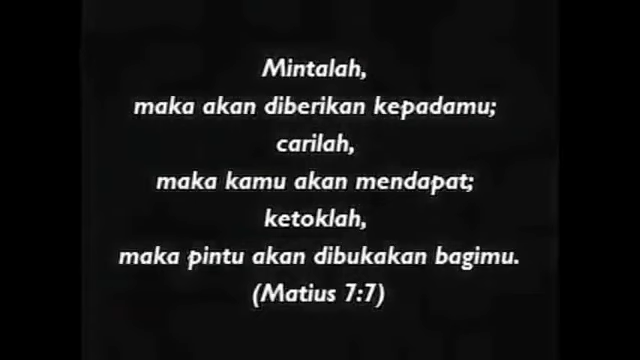 Mintalah,
maka akan diberikan kepadamu;
carilah,
maka kamu akan mendapat;
ketoklah,
maka pintu akan dibukakan bagimu.
(Matius 7:7)